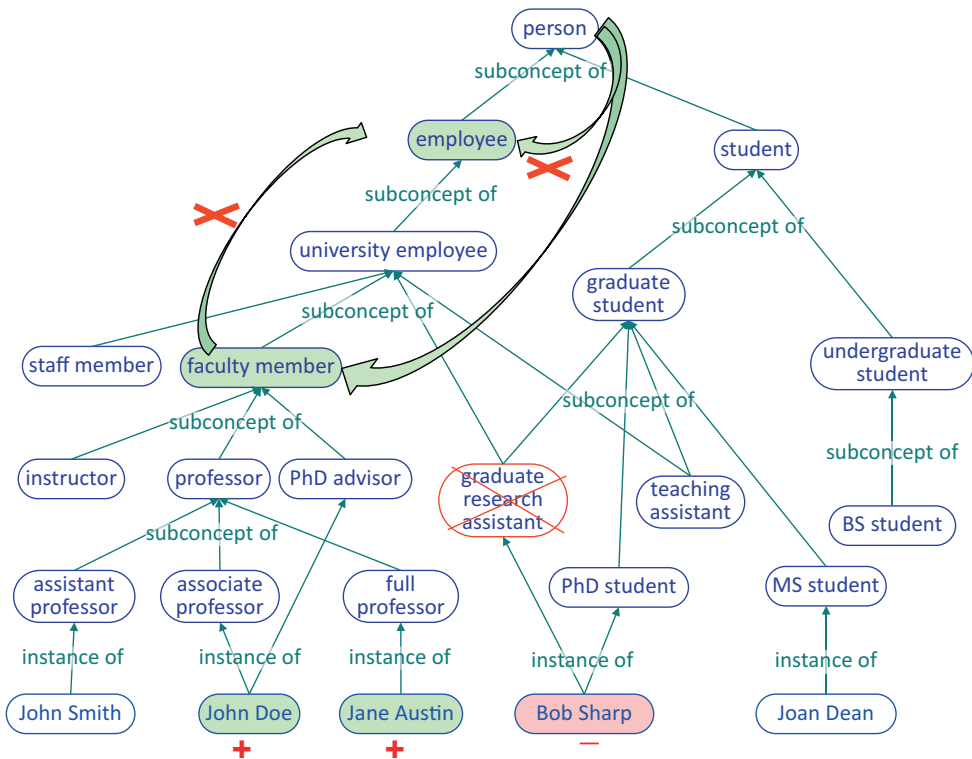 person
subconcept of
employee
student
subconcept of
subconcept of
university employee
graduate
student
subconcept of
staff member
faculty member
undergraduate
student
subconcept of
subconcept of
subconcept of
instructor
professor
PhD advisor
graduate
research
assistant
teaching
assistant
BS student
subconcept of
assistant
professor
associate
professor
full
professor
PhD student
MS student
instance of
instance of
instance of
instance of
instance of
John Smith
John Doe
Jane Austin
Bob Sharp
Joan Dean
+
+
−